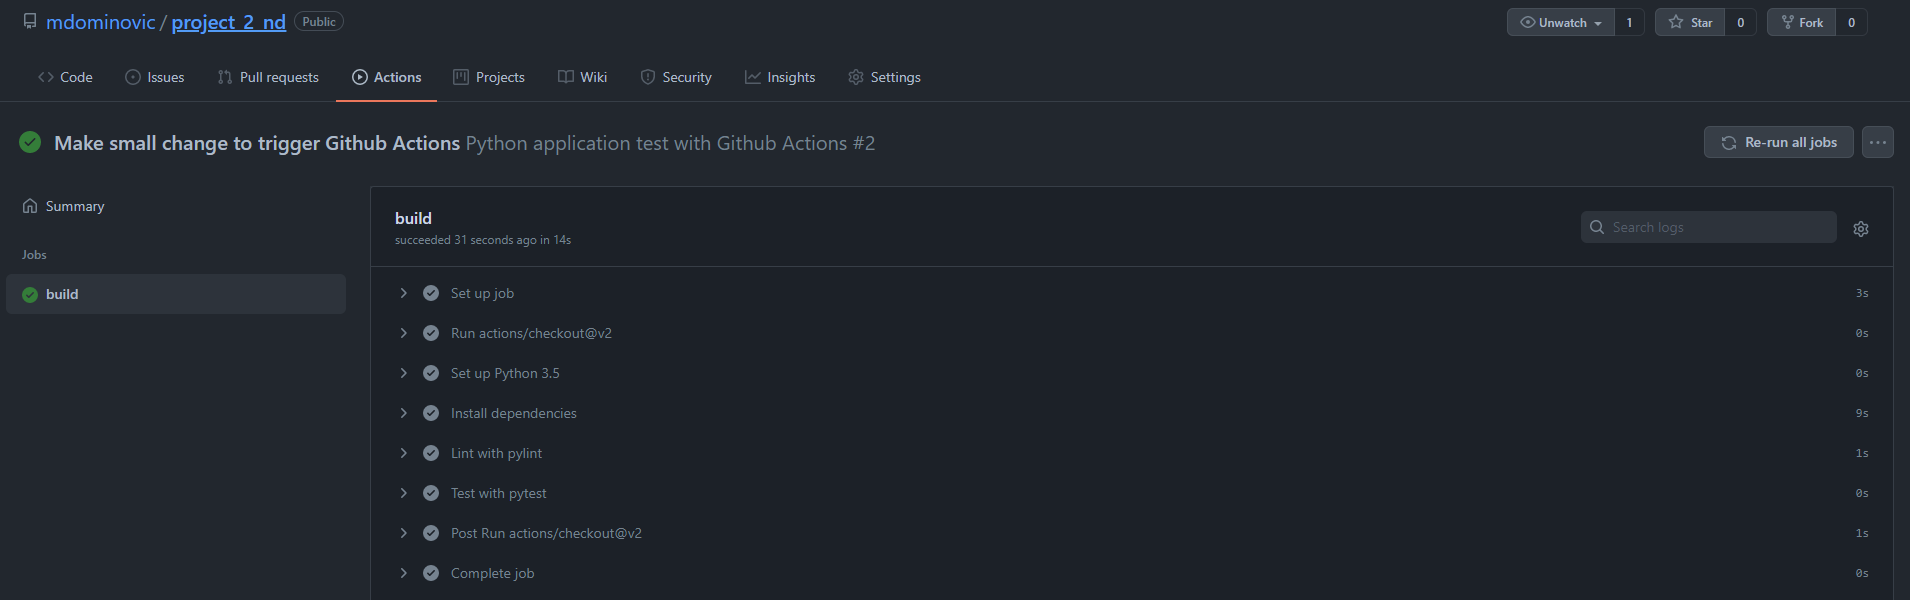 mdominovic / project_2_nd Public Unwatch 1 Star 0 Fork 0
Code Issues Pull requests Actions Projects Wiki Security Insights Settings
Make small change to trigger Github Actions Python application test with Github Actions #2 Re-run all jobs ...
Summary
Jobs
build
build
succeeded 31 seconds ago in 14s
Search logs
Set up job 3s
Run actions/checkout@v2 0s
Set up Python 3.5 0s
Install dependencies 9s
Lint with pylint 1s
Test with pytest 0s
Post Run actions/checkout@v2 1s
Complete job 0s